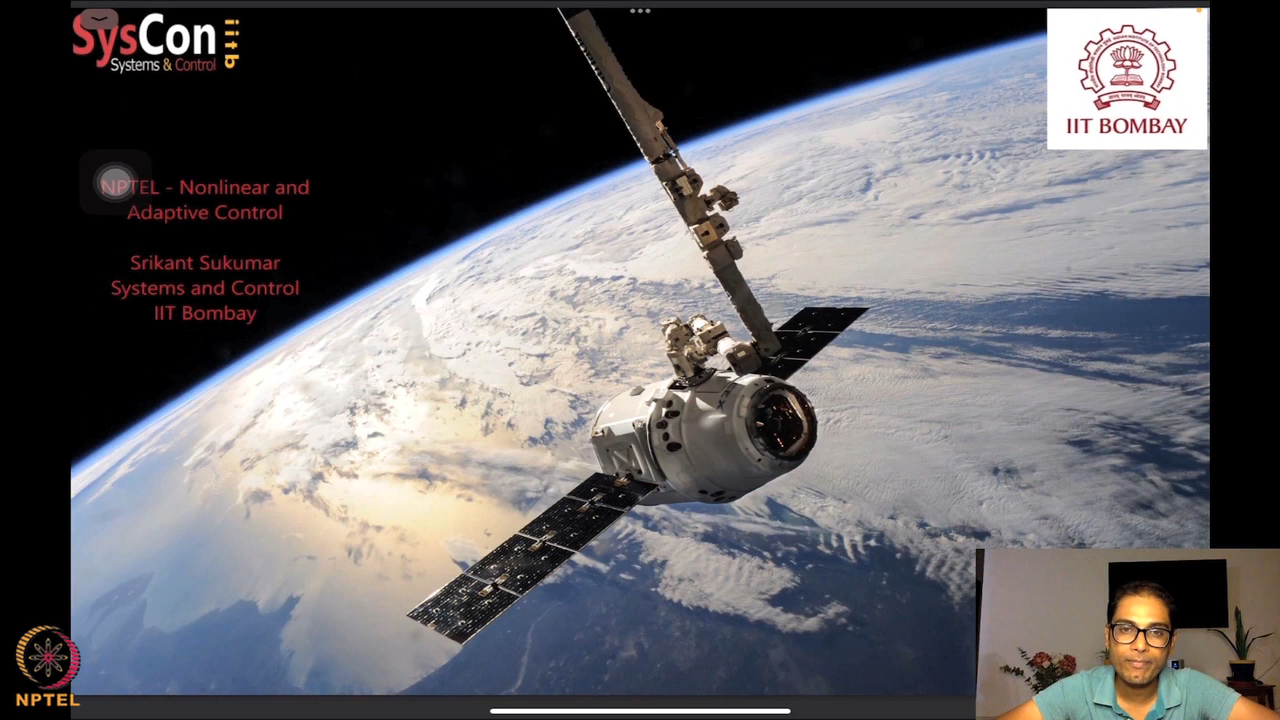 SysCon
Systems & Control
iitb
IIT BOMBAY
NPTEL - Nonlinear and
Adaptive Control
Srikant Sukumar
Systems and Control
IIT Bombay
NPTEL